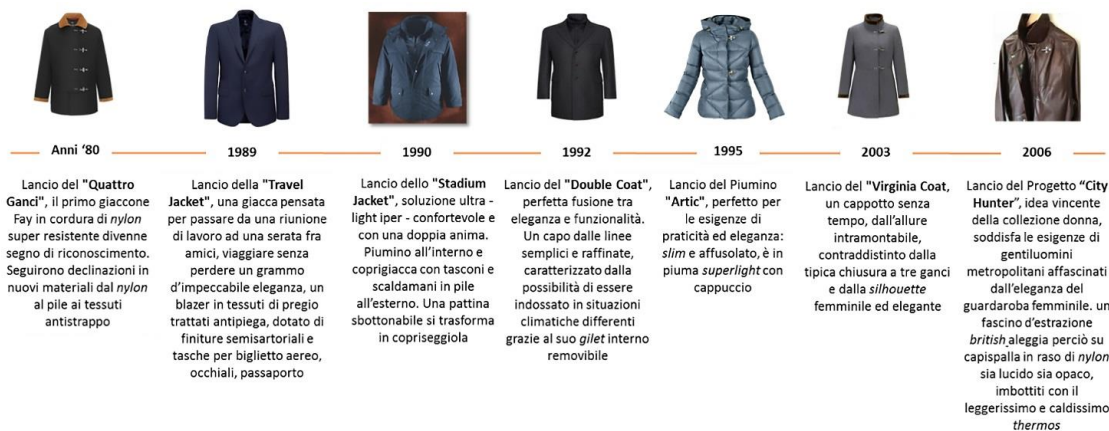 Anni ‘80
Lancio del "Quattro
Ganci", il primo giaccone
Fay in cordura di nylon
super resistente divenne
segno di riconoscimento.
Seguirono declinazioni in
nuovi materiali dal nylon
al pile ai tessuti
antistrappo
1989
Lancio della "Travel
Jacket", una giacca pensata
per passare da una riunione
di lavoro ad una serata fra
amici, viaggiare senza
perdere un grammo
d’impeccabile eleganza, un
blazer in tessuti di pregio
trattati antipiega, dotato di
finiture semisartoriali e
tasche per biglietto aereo,
occhiali, passaporto
1990
Lancio dello "Stadium
Jacket", soluzione ultra -
light iper - confortevole e
con una doppia anima.
Piumino all’interno e
coprigiacca con tasconi e
scaldamani in pile
all’esterno. Una pattina
sbottonabile si trasforma
in copriseggiola
1992
Lancio del "Double Coat",
perfetta fusione tra
eleganza e funzionalità.
Un capo dalle linee
semplici e raffinate,
caratterizzato dalla
possibilità di essere
indossato in situazioni
climatiche differenti
grazie al suo gilet interno
removibile
1995
Lancio del Piumino
"Artic", perfetto per
le esigenze di
praticità ed eleganza:
slim e affusolato, è in
piuma superlight con
cappuccio
2003
Lancio del "Virginia Coat,
un cappotto senza
tempo, dall’allure
intramontabile,
contraddistinto dalla
tipica chiusura a tre ganci
e dalla silhouette
femminile ed elegante
2006
Lancio del Progetto “City
Hunter”, idea vincente
della collezione donna,
soddisfa le esigenze di
gentiluomini
metropolitani affascinati
dall’eleganza del
guardaroba femminile. un
fascino d’estrazione
british aleggia perciò su
capispalla in raso di nylon
sia lucido sia opaco,
imbottiti con il
leggerissimo e caldissimo
thermos